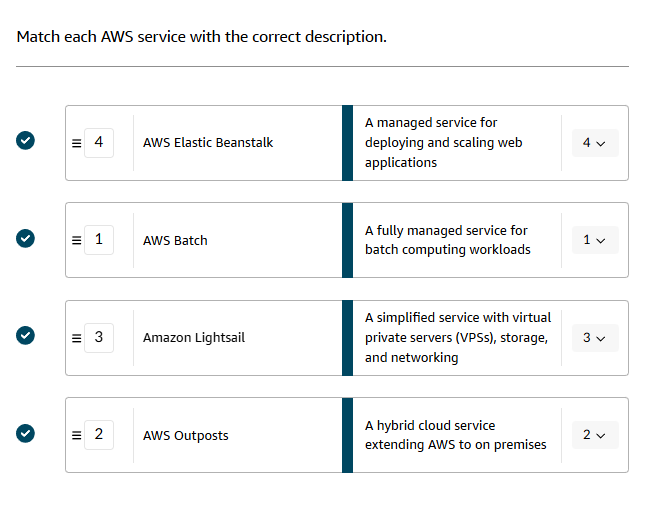 Match each AWS service with the correct description.
4 AWS Elastic Beanstalk
A managed service for
deploying and scaling web
applications
4
1 AWS Batch
A fully managed service for
batch computing workloads
1
3 Amazon Lightsail
A simplified service with virtual
private servers (VPSs), storage,
and networking
3
2 AWS Outposts
A hybrid cloud service
extending AWS to on premises
2